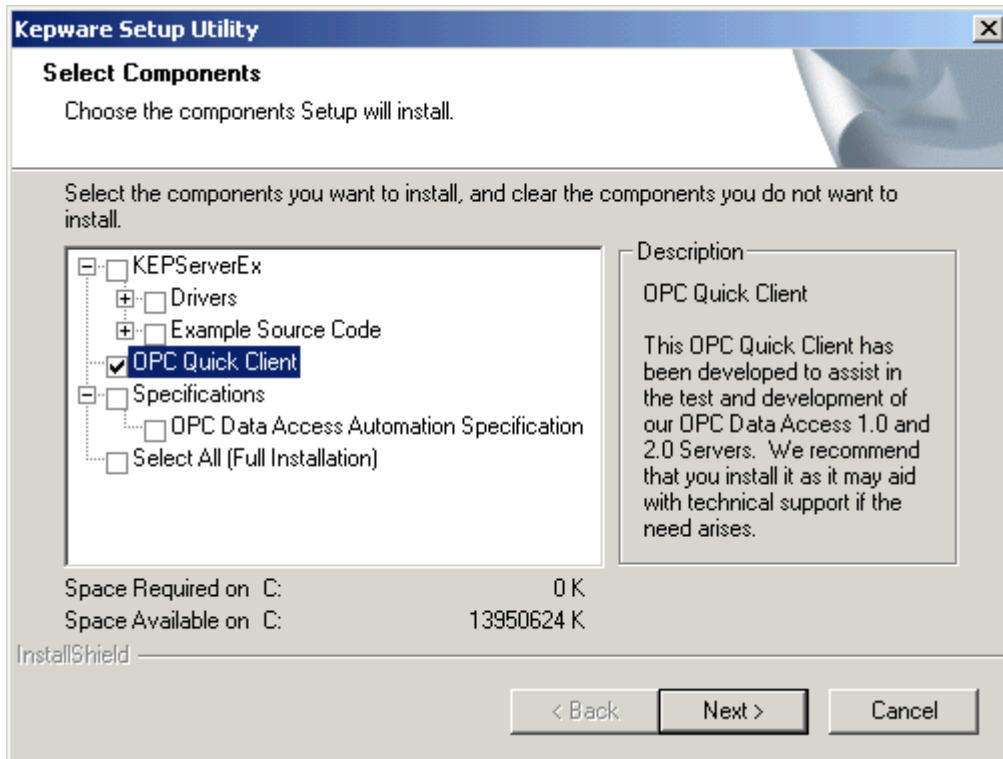 Kepware Setup Utility
Select Components
Choose the components Setup will install.
Select the components you want to install, and clear the components you do not want to
install.
KEPServerEx
Drivers
Example Source Code
OPC Quick Client
Specifications
OPC Data Access Automation Specification
Select All (Full Installation)
Description
OPC Quick Client
This OPC Quick Client has
been developed to assist in
the test and development of
our OPC Data Access 1.0 and
2.0 Servers.  We recommend
that you install it as it may aid
with technical support if the
need arises.
Space Required on  C: 0 K
Space Available on  C: 13950624 K
InstallShield
< Back Next > Cancel